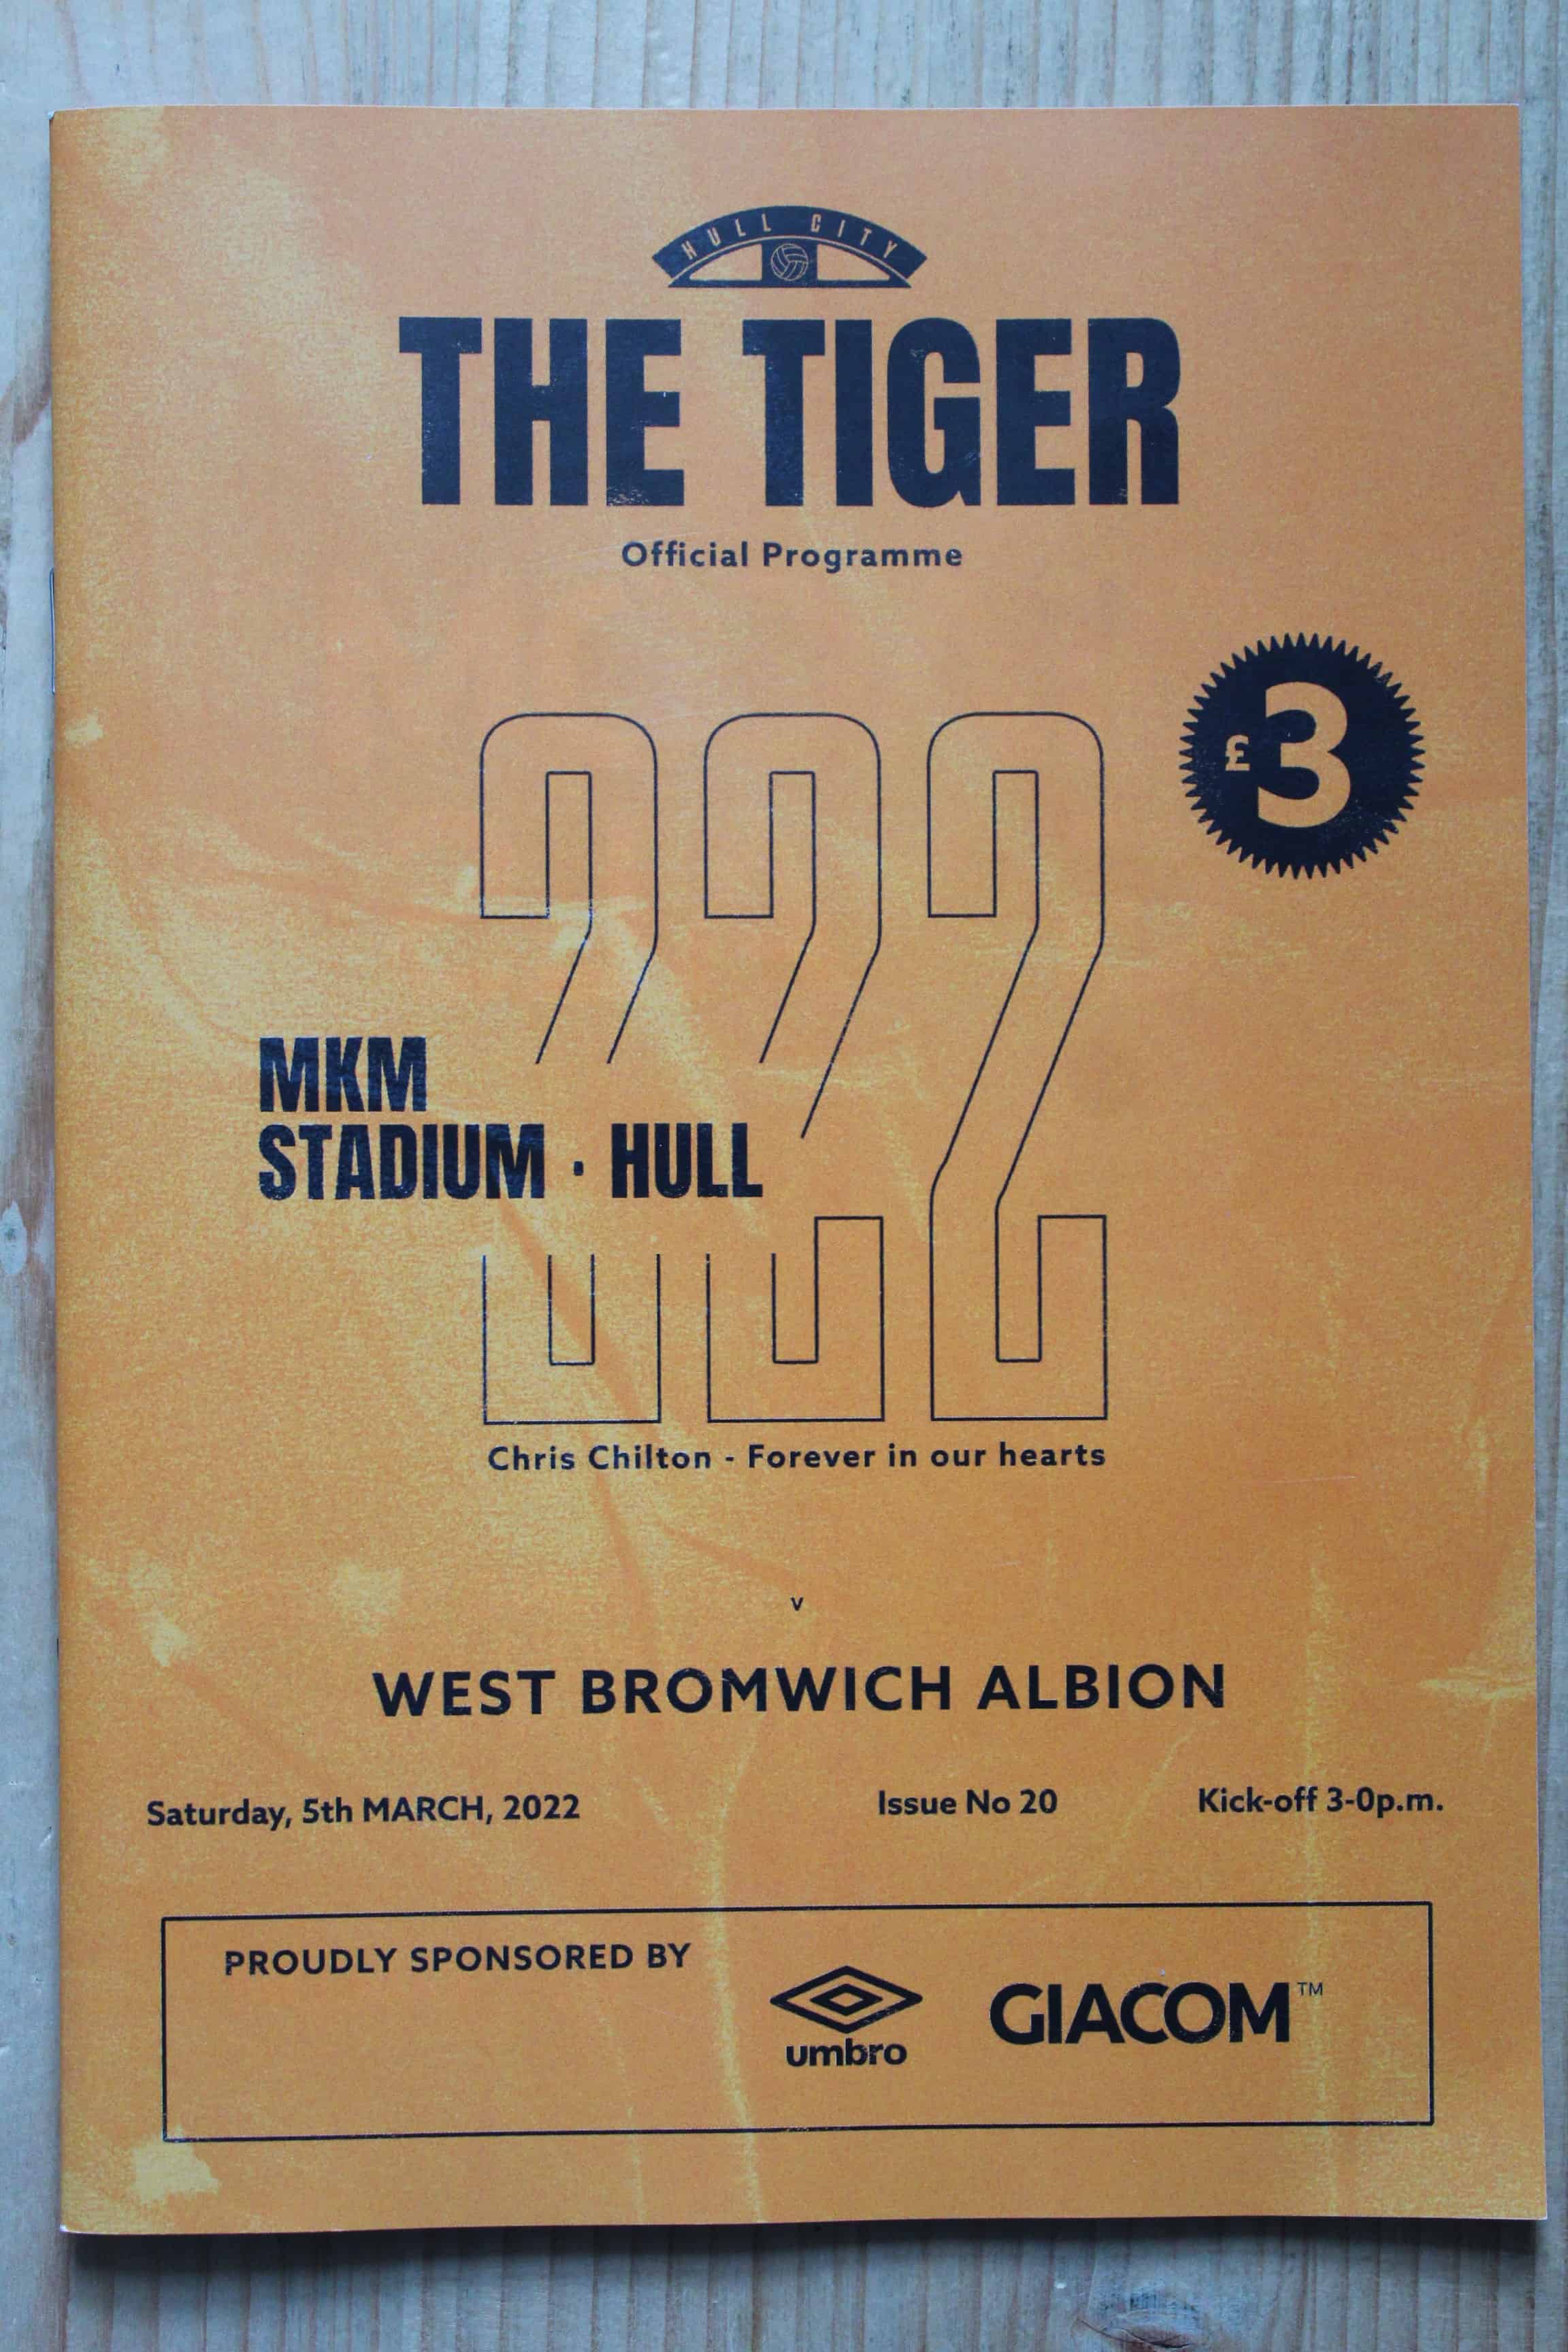 HULL CITY
THE TIGER
Official Programme
£3
222
MKM
STADIUM · HULL
Chris Chilton - Forever in our hearts
v
WEST BROMWICH ALBION
Saturday, 5th MARCH, 2022 Issue No 20 Kick-off 3-0p.m.
PROUDLY SPONSORED BY
umbro
GIACOM™